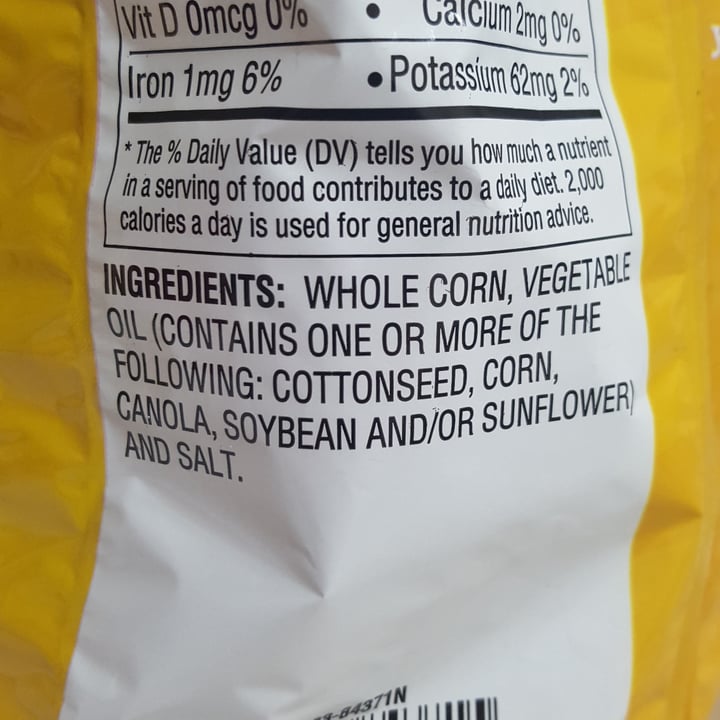 Vit D 0mcg 0% • Calcium 2mg 0%
Iron 1mg 6% • Potassium 62mg 2%
* The % Daily Value (DV) tells you how much a nutrient
in a serving of food contributes to a daily diet. 2,000
calories a day is used for general nutrition advice.
INGREDIENTS: WHOLE CORN, VEGETABLE
OIL (CONTAINS ONE OR MORE OF THE
FOLLOWING: COTTONSEED, CORN,
CANOLA, SOYBEAN AND/OR SUNFLOWER)
AND SALT.
-84371N